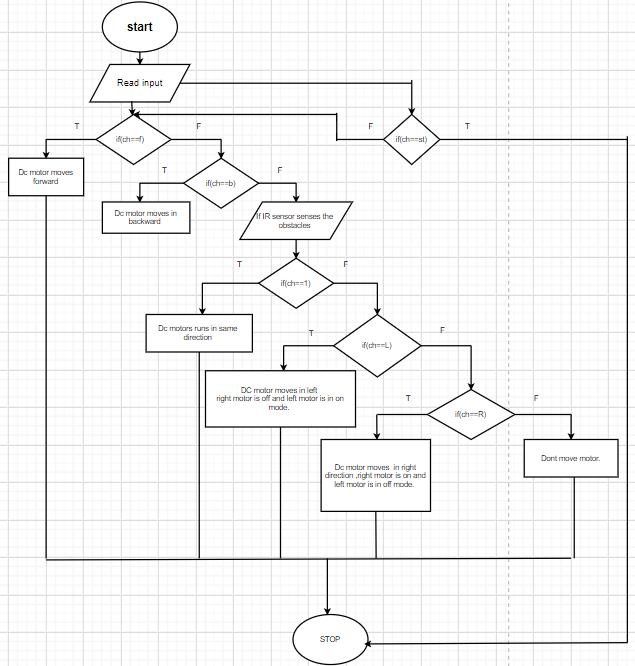 start
Read input
T
F
F
T
if(ch==f)
if(ch==st)
Dc motor moves
forward
T
F
if(ch==b)
Dc motor moves in
backward
If IR sensor senses the
obstacles
T
F
if(ch==1)
Dc motors runs in same
direction
T
F
if(ch==L)
DC motor moves in left
right motor is off and left motor is in on
mode.
T
F
if(ch==R)
Dc motor moves in right
direction ,right motor is on and
left motor is in off mode.
Dont move motor.
STOP